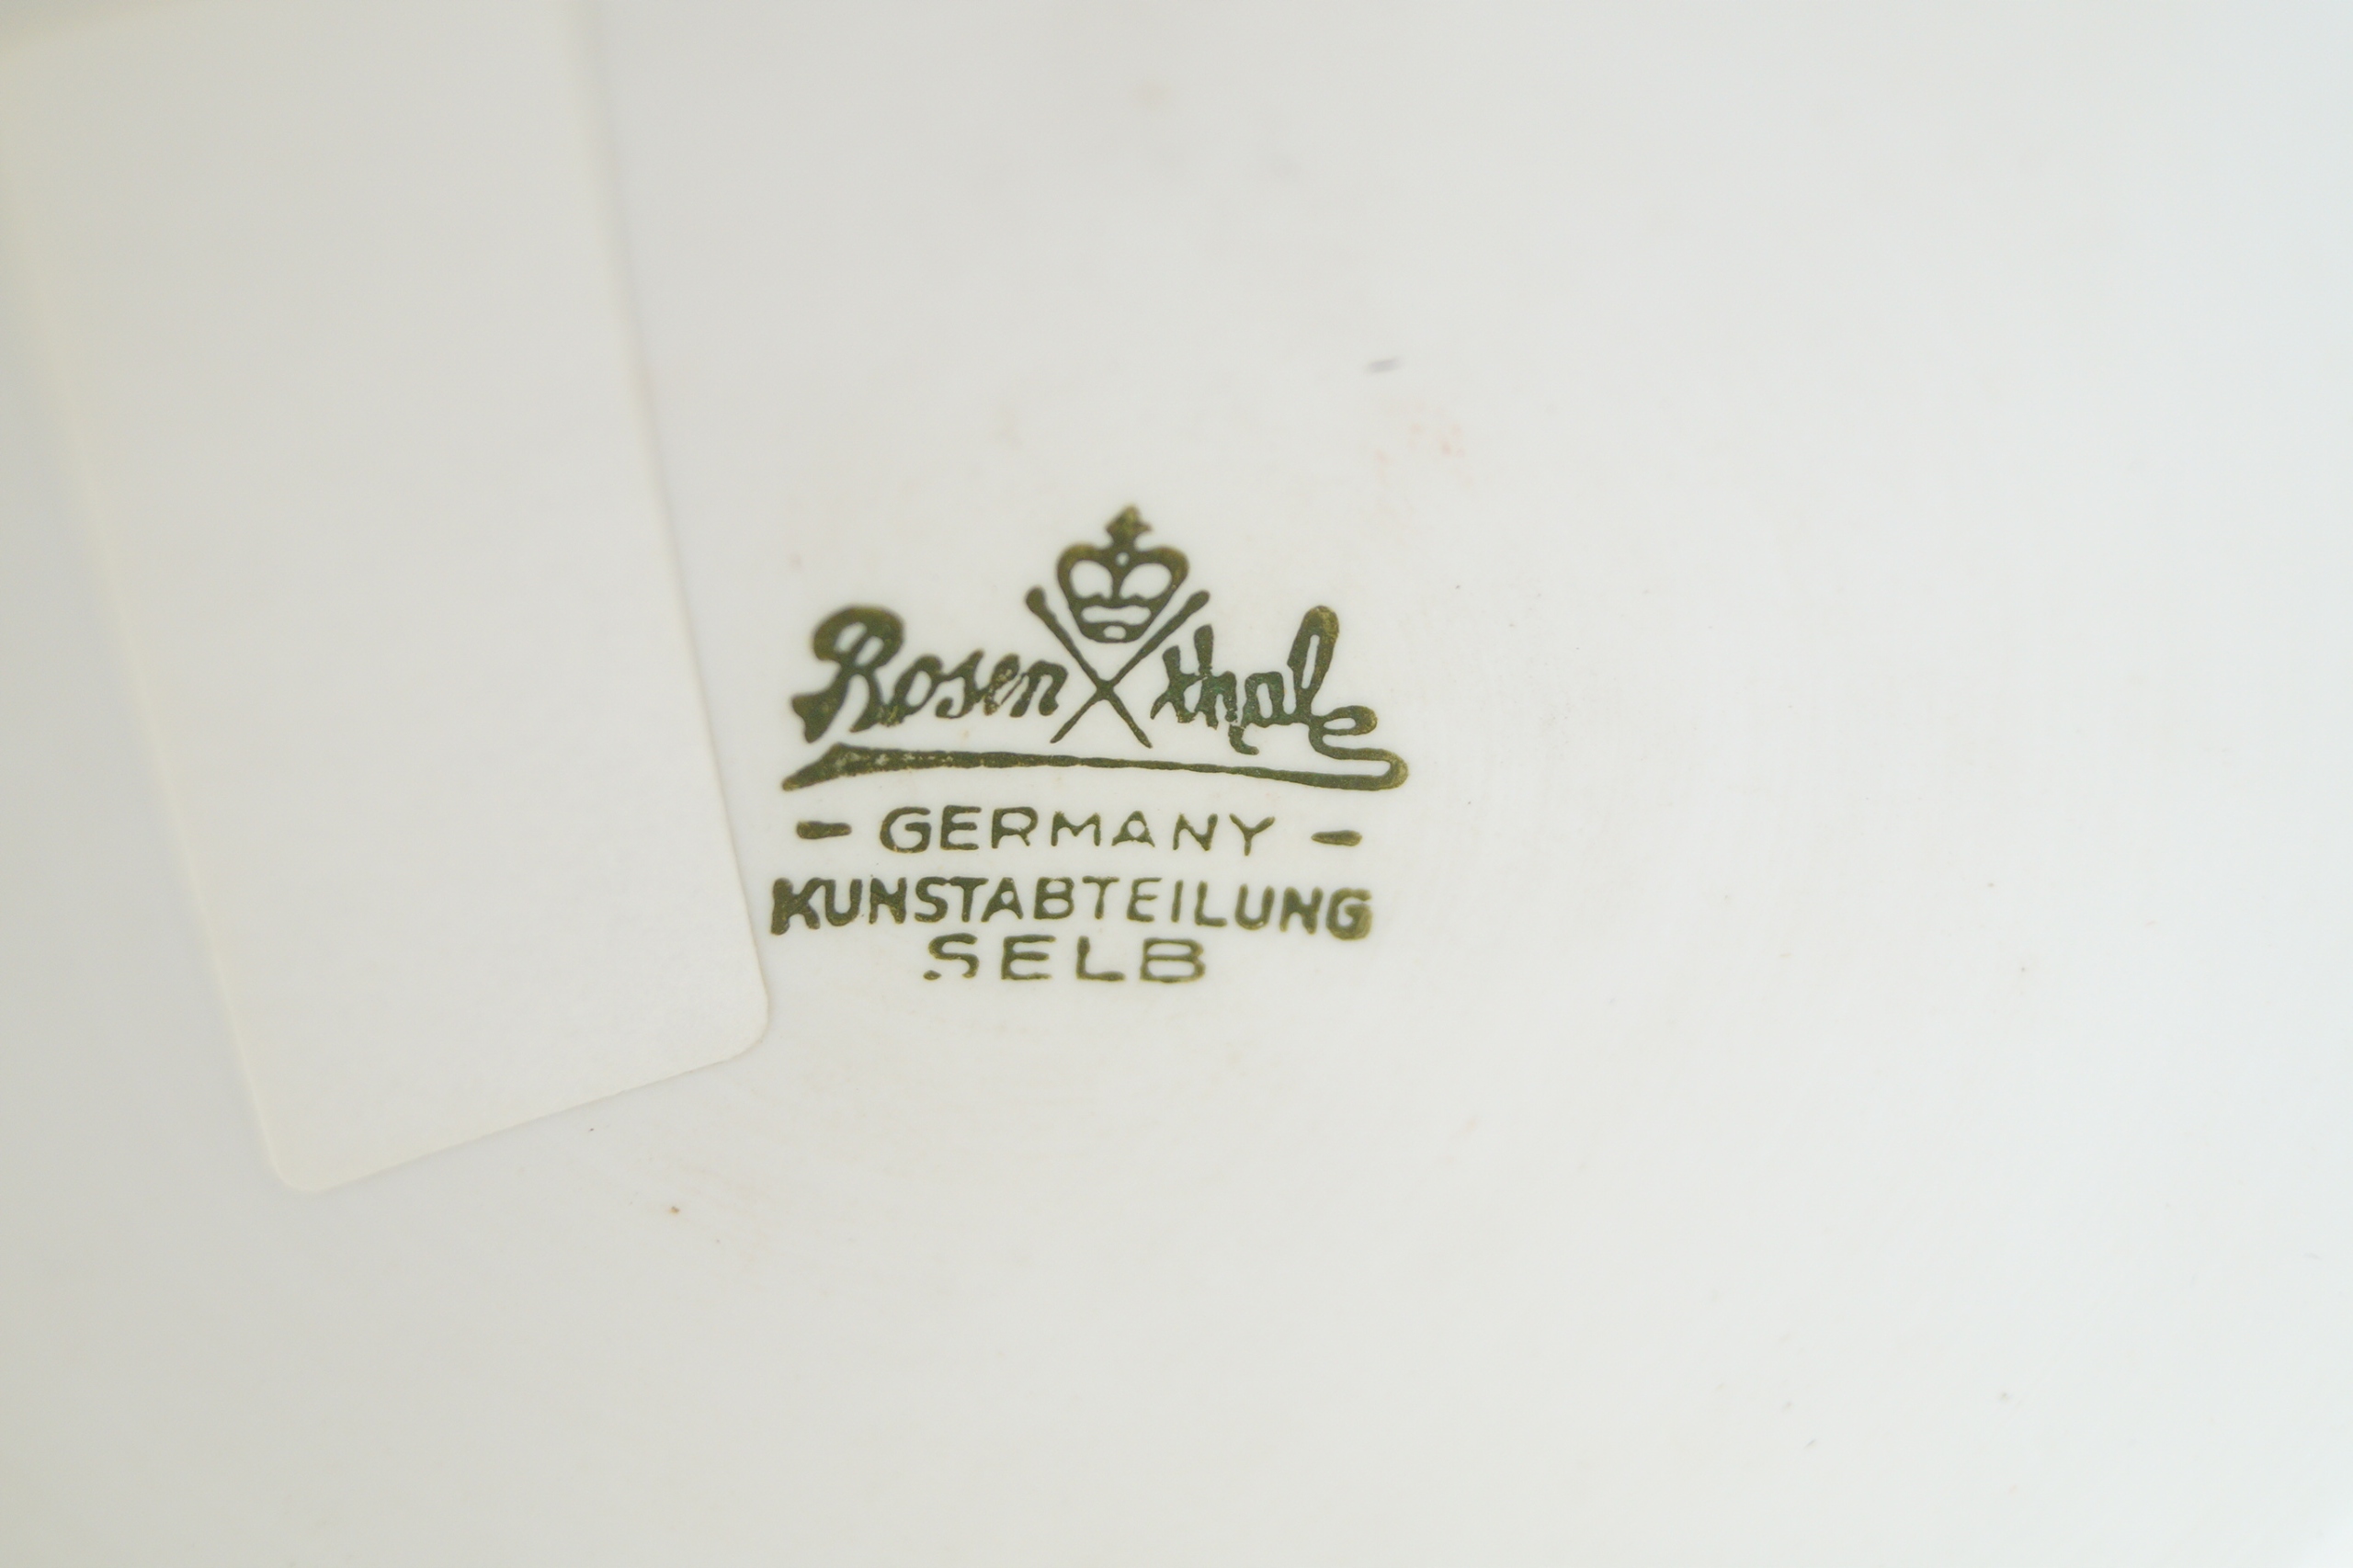 Rosenthal
- GERMANY -
KUNSTABTEILUNG
SELB